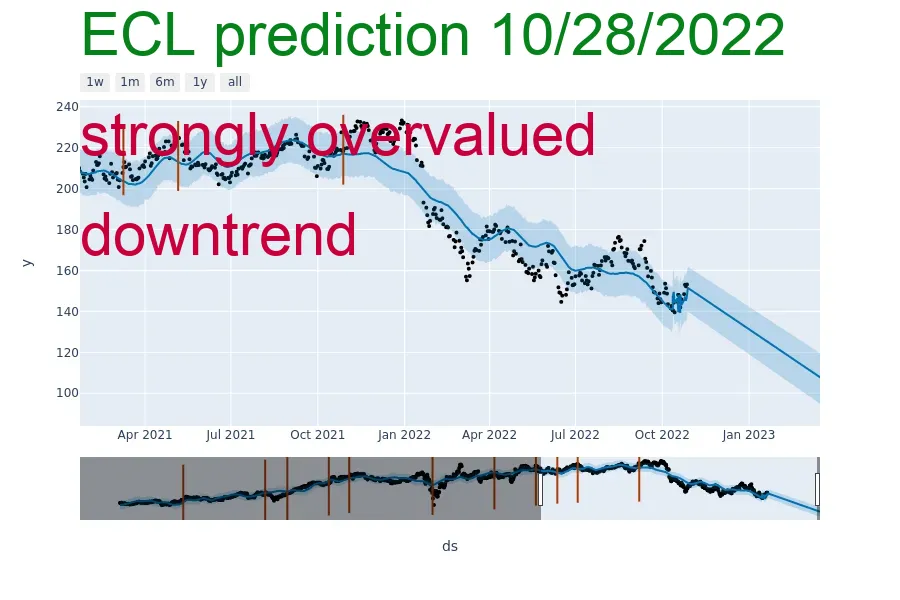 ECL prediction 10/28/2022
1w 1m 6m 1y all
strongly overvalued
downtrend
240
220
200
180
160
140
120
100
y
Apr 2021 Jul 2021 Oct 2021 Jan 2022 Apr 2022 Jul 2022 Oct 2022 Jan 2023
ds